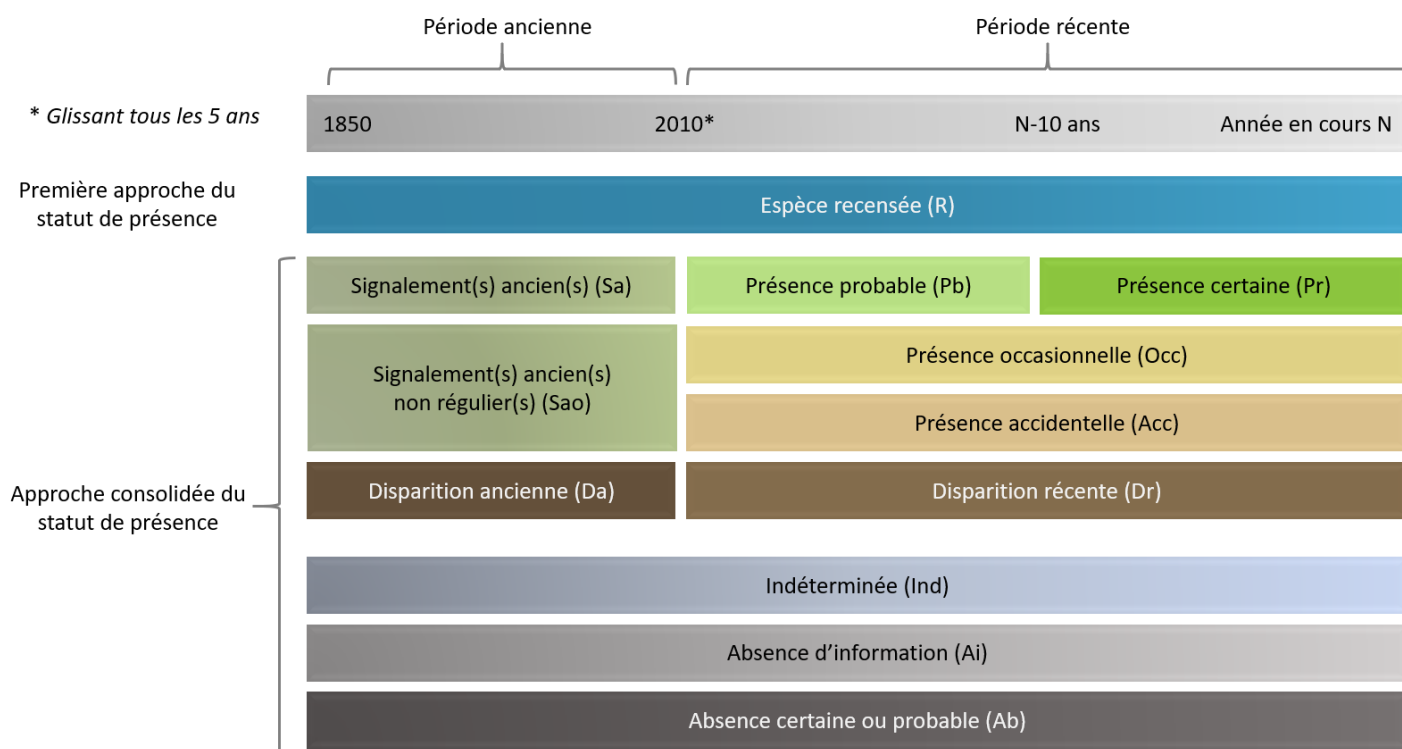 Période ancienne
Période récente
* Glissant tous les 5 ans
1850
2010*
N-10 ans
Année en cours N
Première approche du
statut de présence
Espèce recensée (R)
Signalement(s) ancien(s) (Sa)
Présence probable (Pb)
Présence certaine (Pr)
Signalement(s) ancien(s)
non régulier(s) (Sao)
Présence occasionnelle (Occ)
Présence accidentelle (Acc)
Approche consolidée du
statut de présence
Disparition ancienne (Da)
Disparition récente (Dr)
Indéterminée (Ind)
Absence d’information (Ai)
Absence certaine ou probable (Ab)